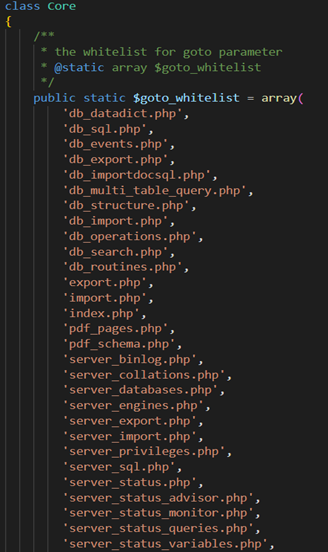 class Core
{
    /**
     * the whitelist for goto parameter
     * @static array $goto_whitelist
     */
    public static $goto_whitelist = array(
        'db_datadict.php',
        'db_sql.php',
        'db_events.php',
        'db_export.php',
        'db_importdocsql.php',
        'db_multi_table_query.php',
        'db_structure.php',
        'db_import.php',
        'db_operations.php',
        'db_search.php',
        'db_routines.php',
        'export.php',
        'import.php',
        'index.php',
        'pdf_pages.php',
        'pdf_schema.php',
        'server_binlog.php',
        'server_collations.php',
        'server_databases.php',
        'server_engines.php',
        'server_export.php',
        'server_import.php',
        'server_privileges.php',
        'server_sql.php',
        'server_status.php',
        'server_status_advisor.php',
        'server_status_monitor.php',
        'server_status_queries.php',
        'server_status_variables.php',